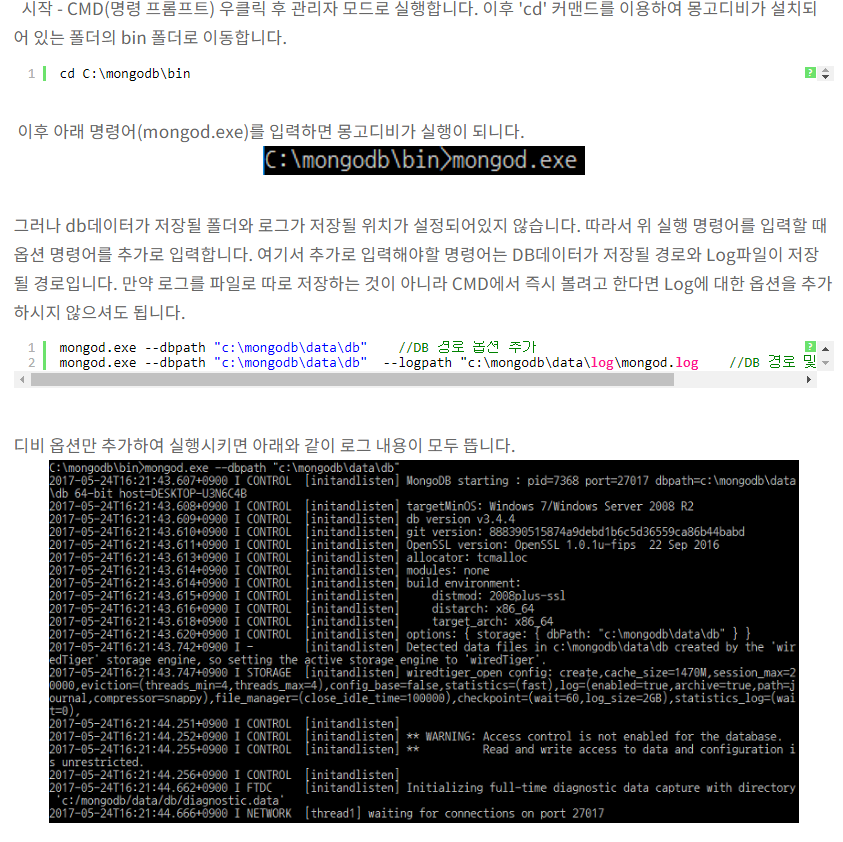 시작 - CMD(명령 프롬프트) 우클릭 후 관리자 모드로 실행합니다. 이후 'cd' 커맨드를 이용하여 몽고디비가 설치되
어 있는 폴더의 bin 폴더로 이동합니다.
1 cd C:\mongodb\bin
이후 아래 명령어(mongod.exe)를 입력하면 몽고디비가 실행이 되니다.
C:\mongodb\bin>mongod.exe
그러나 db데이터가 저장될 폴더와 로그가 저장될 위치가 설정되어있지 않습니다. 따라서 위 실행 명령어를 입력할 때
옵션 명령어를 추가로 입력합니다. 여기서 추가로 입력해야할 명령어는 DB데이터가 저장될 경로와 Log파일이 저장
될 경로입니다. 만약 로그를 파일로 따로 저장하는 것이 아니라 CMD에서 즉시 볼려고 한다면 Log에 대한 옵션을 추가
하시지 않으셔도 됩니다.
1 mongod.exe --dbpath "c:\mongodb\data\db" //DB 경로 옵션 추가
2 mongod.exe --dbpath "c:\mongodb\data\db" --logpath "c:\mongodb\data\log\mongod.log //DB 경로 및
디비 옵션만 추가하여 실행시키면 아래와 같이 로그 내용이 모두 뜹니다.
C:\mongodb\bin>mongod.exe --dbpath "c:\mongodb\data\db"
2017-05-24T16:21:43.607+0900 I CONTROL [initandlisten] MongoDB starting : pid=7368 port=27017 dbpath=c:\mongodb\data
\db 64-bit host=DESKTOP-U3N6C4B
2017-05-24T16:21:43.608+0900 I CONTROL [initandlisten] targetMinOS: Windows 7/Windows Server 2008 R2
2017-05-24T16:21:43.609+0900 I CONTROL [initandlisten] db version v3.4.4
2017-05-24T16:21:43.610+0900 I CONTROL [initandlisten] git version: 888390515874a9debd1b6c5d36559ca86b44babd
2017-05-24T16:21:43.611+0900 I CONTROL [initandlisten] OpenSSL version: OpenSSL 1.0.1u-fips 22 Sep 2016
2017-05-24T16:21:43.613+0900 I CONTROL [initandlisten] allocator: tcmalloc
2017-05-24T16:21:43.614+0900 I CONTROL [initandlisten] modules: none
2017-05-24T16:21:43.614+0900 I CONTROL [initandlisten] build environment:
2017-05-24T16:21:43.615+0900 I CONTROL [initandlisten] distmod: 2008plus-ssl
2017-05-24T16:21:43.616+0900 I CONTROL [initandlisten] distarch: x86_64
2017-05-24T16:21:43.618+0900 I CONTROL [initandlisten] target_arch: x86_64
2017-05-24T16:21:43.620+0900 I CONTROL [initandlisten] options: { storage: { dbPath: "c:\mongodb\data\db" } }
2017-05-24T16:21:43.742+0900 I - [initandlisten] Detected data files in c:\mongodb\data\db created by the 'wir
edTiger' storage engine, so setting the active storage engine to 'wiredTiger'.
2017-05-24T16:21:43.747+0900 I STORAGE [initandlisten] wiredtiger_open config: create,cache_size=1470M,session_max=2
0000,eviction=(threads_min=4,threads_max=4),config_base=false,statistics=(fast),log=(enabled=true,archive=true,path=j
ournal,compressor=snappy),file_manager=(close_idle_time=100000),checkpoint=(wait=60,log_size=2GB),statistics_log=(wai
t=0),
2017-05-24T16:21:44.251+0900 I CONTROL [initandlisten]
2017-05-24T16:21:44.252+0900 I CONTROL [initandlisten] ** WARNING: Access control is not enabled for the database.
2017-05-24T16:21:44.255+0900 I CONTROL [initandlisten] ** Read and write access to data and configuration i
s unrestricted.
2017-05-24T16:21:44.256+0900 I CONTROL [initandlisten]
2017-05-24T16:21:44.662+0900 I FTDC [initandlisten] Initializing full-time diagnostic data capture with directory
'c:/mongodb/data/db/diagnostic.data'
2017-05-24T16:21:44.666+0900 I NETWORK [thread1] waiting for connections on port 27017